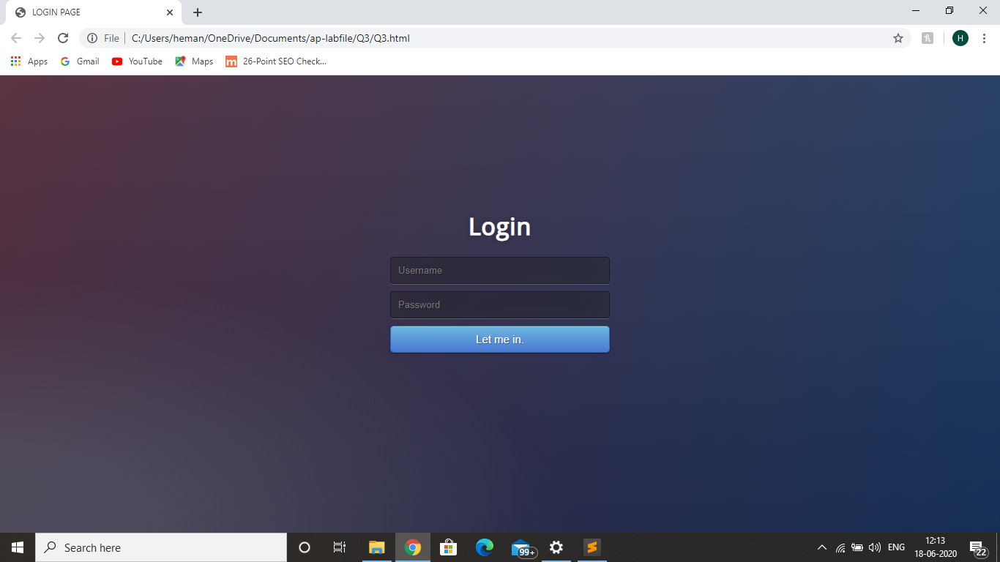 LOGIN PAGE
File C:/Users/heman/OneDrive/Documents/ap-labfile/Q3/Q3.html
H
Apps Gmail YouTube Maps m 26-Point SEO Check...
Login
Username
Password
Let me in.
Search here
99+
ENG
12:13
18-06-2020
22